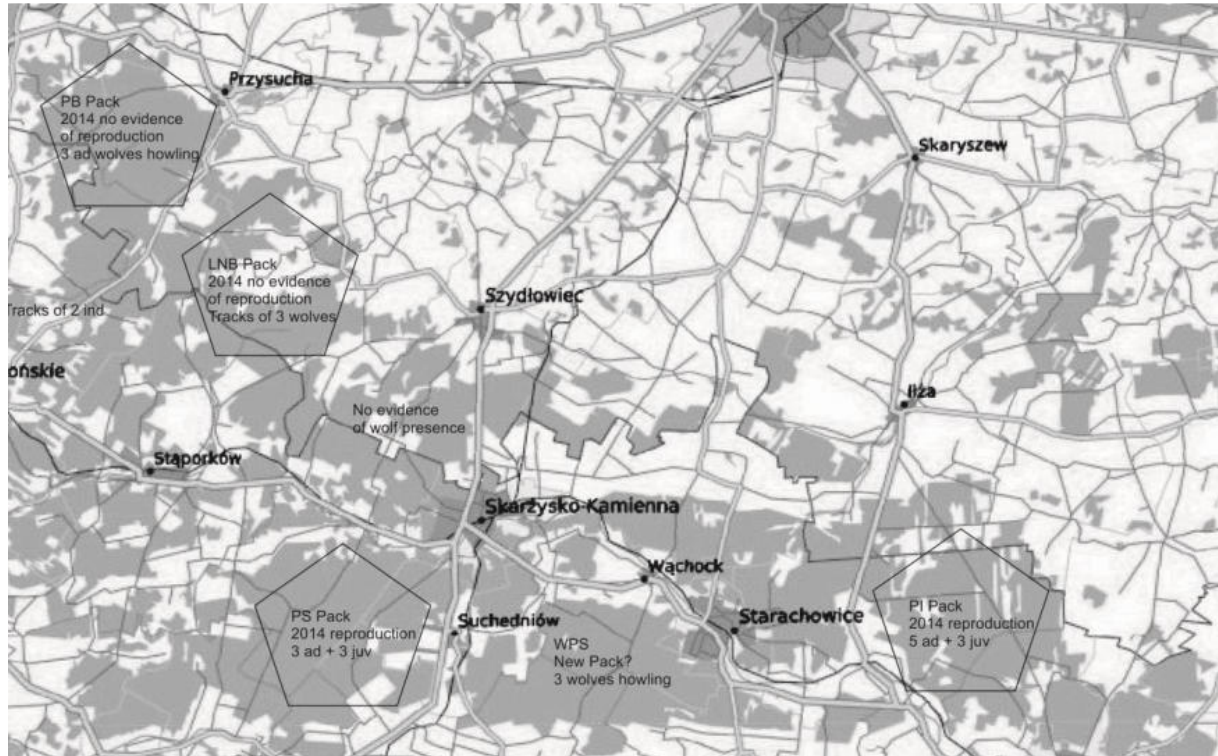 Przysucha
PB Pack
2014 no evidence
of reproduction
3 ad wolves howling
Skaryszew
LNB Pack
2014 no evidence
of reproduction
Tracks of 3 wolves
Szydłowiec
Tracks of 2 ind
ońskie
Iłża
No evidence
of wolf presence
Stąporków
Skarżysko-Kamienna
Wąchock
PS Pack
2014 reproduction
3 ad + 3 juv
Suchedniów
WPS
New Pack?
3 wolves howling
Starachowice
PI Pack
2014 reproduction
5 ad + 3 juv